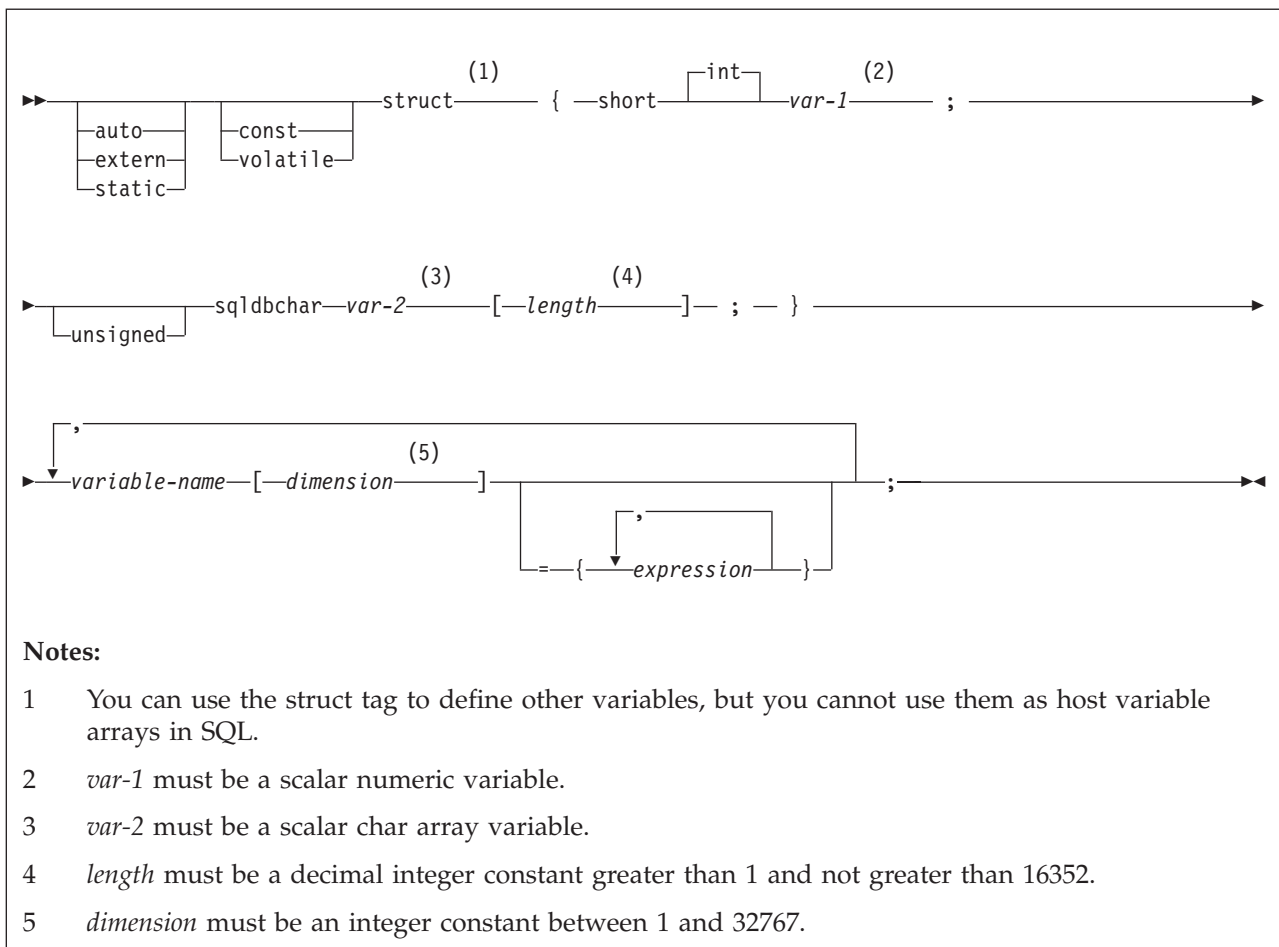 (1) int (2)
struct { short var-1 ;
auto const
extern volatile
static
(3) (4)
sqldbchar var-2 [ length ] ; }
unsigned
,
(5)
variable-name [ dimension ] ;
,
= { expression }
Notes:
1 You can use the struct tag to define other variables, but you cannot use them as host variable
arrays in SQL.
2 var-1 must be a scalar numeric variable.
3 var-2 must be a scalar char array variable.
4 length must be a decimal integer constant greater than 1 and not greater than 16352.
5 dimension must be an integer constant between 1 and 32767.